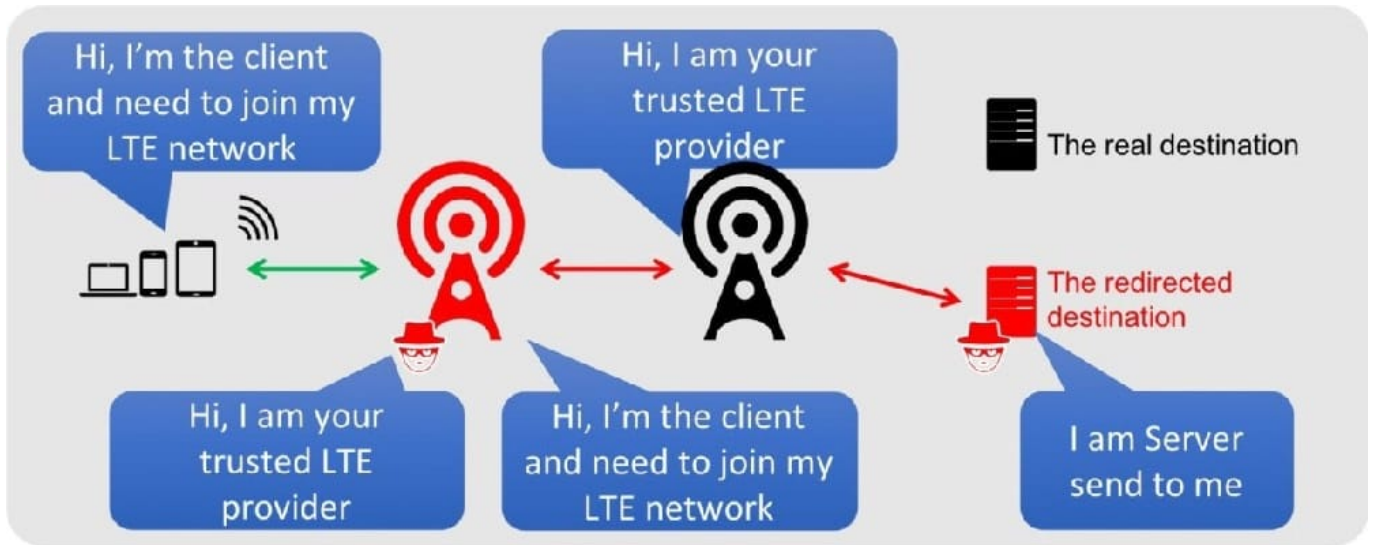 Hi, I'm the client
and need to join my
LTE network
Hi, I am your
trusted LTE
provider
The real destination
The redirected
destination
Hi, I am your
trusted LTE
provider
Hi, I'm the client
and need to join my
LTE network
I am Server
send to me